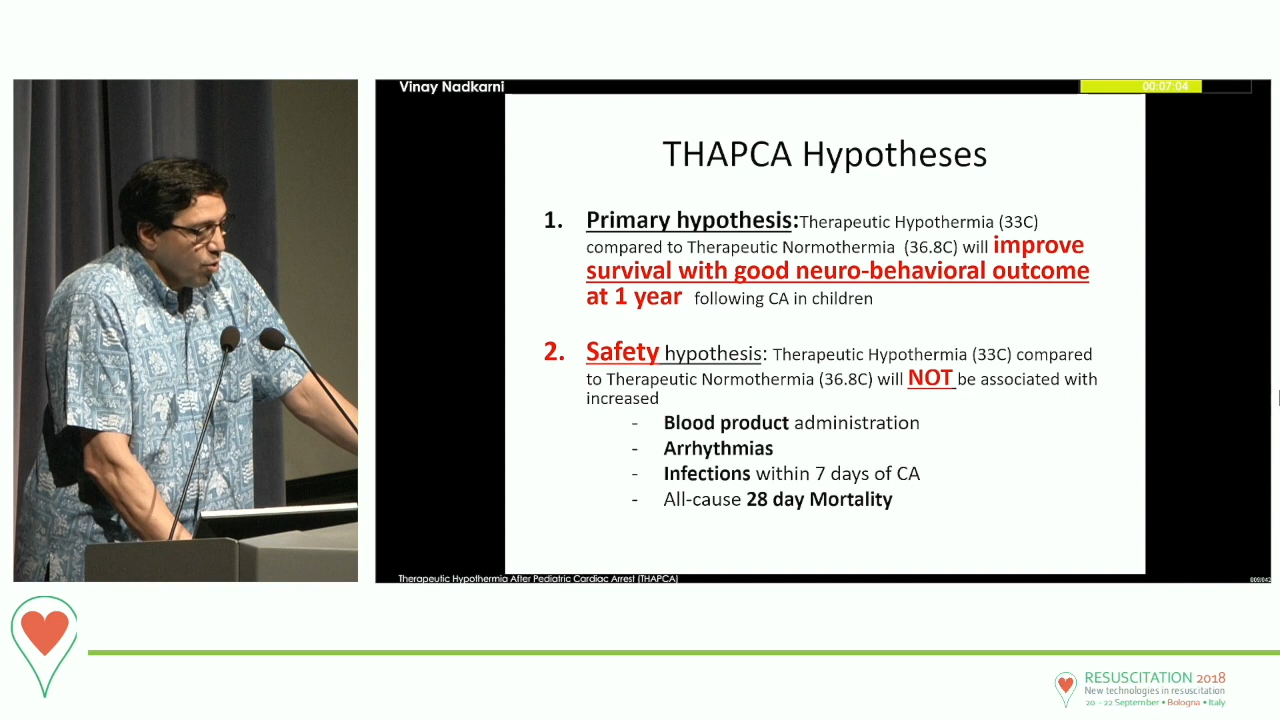 Vinay Nadkarni
00:07:04
THAPCA Hypotheses
1. Primary hypothesis:Therapeutic Hypothermia (33C)
compared to Therapeutic Normothermia (36.8C) will improve
survival with good neuro-behavioral outcome
at 1 year following CA in children
2. Safety hypothesis: Therapeutic Hypothermia (33C) compared
to Therapeutic Normothermia (36.8C) will NOT be associated with
increased
- Blood product administration
- Arrhythmias
- Infections within 7 days of CA
- All-cause 28 day Mortality
Therapeutic Hypothermia After Pediatric Cardiac Arrest (THAPCA)
RESUSCITATION 2018
New technologies in resuscitation
20 - 22 September • Bologna • Italy